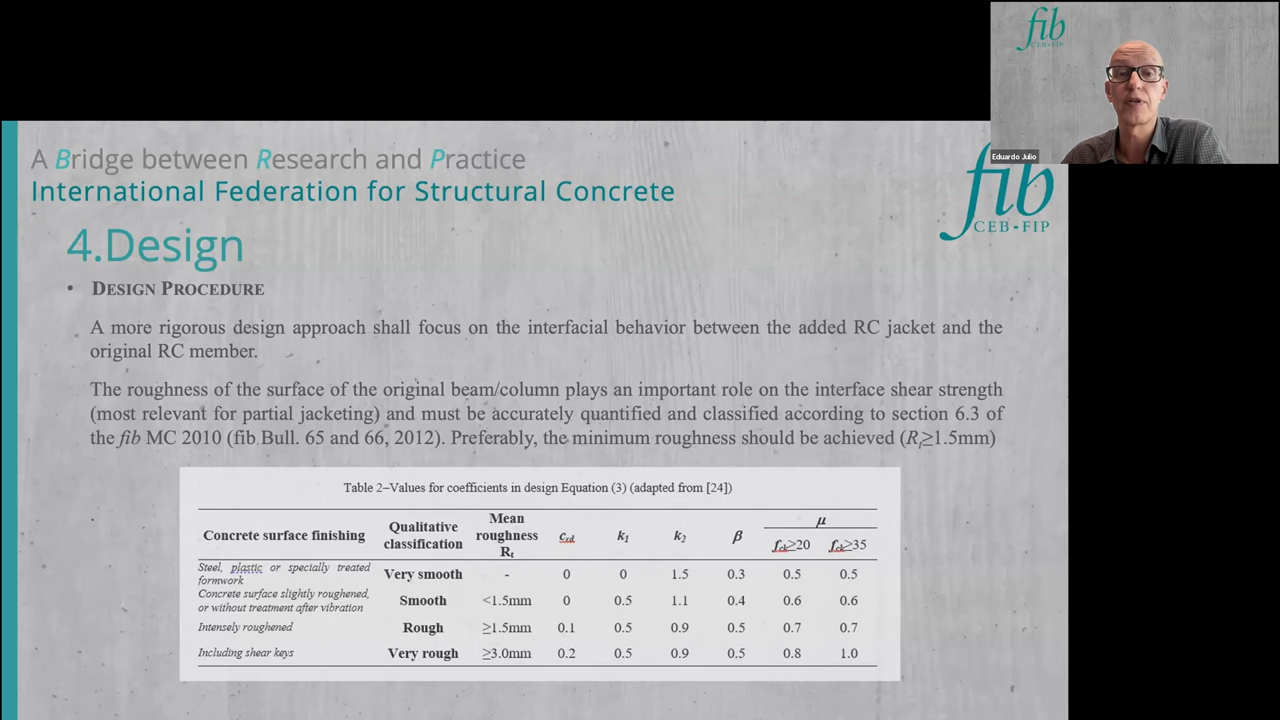 fib
CEB-FIP
Eduardo Julio
A Bridge between Research and Practice
International Federation for Structural Concrete
fib
CEB-FIP
4.Design
• DESIGN PROCEDURE
A more rigorous design approach shall focus on the interfacial behavior between the added RC jacket and the
original RC member.
The roughness of the surface of the original beam/column plays an important role on the interface shear strength
(most relevant for partial jacketing) and must be accurately quantified and classified according to section 6.3 of
the fib MC 2010 (fib Bull. 65 and 66, 2012). Preferably, the minimum roughness should be achieved (Rt≥1.5mm)
Table 2–Values for coefficients in design Equation (3) (adapted from [24])
Concrete surface finishing Qualitative classification Mean roughness Rt crd k1 k2 β μ
fck≥20 fck≥35
Steel, plastic or specially treated formwork Very smooth - 0 0 1.5 0.3 0.5 0.5
Concrete surface slightly roughened, or without treatment after vibration Smooth <1.5mm 0 0.5 1.1 0.4 0.6 0.6
Intensely roughened Rough ≥1.5mm 0.1 0.5 0.9 0.5 0.7 0.7
Including shear keys Very rough ≥3.0mm 0.2 0.5 0.9 0.5 0.8 1.0